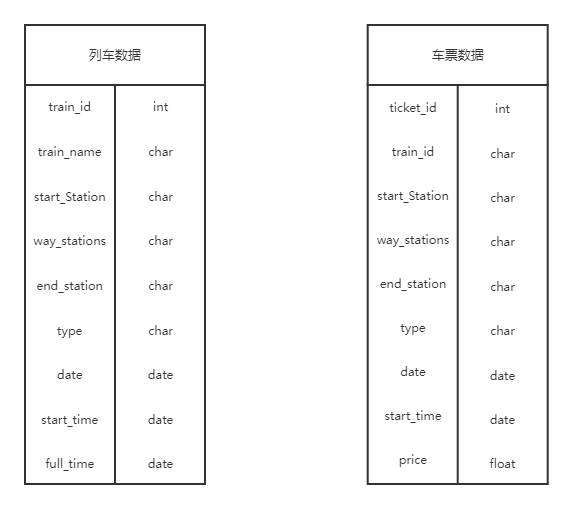 列车数据
train_id int
train_name char
start_Station char
way_stations char
end_station char
type char
date date
start_time date
full_time date
车票数据
ticket_id int
train_id char
start_Station char
way_stations char
end_station char
type char
date date
start_time date
price float